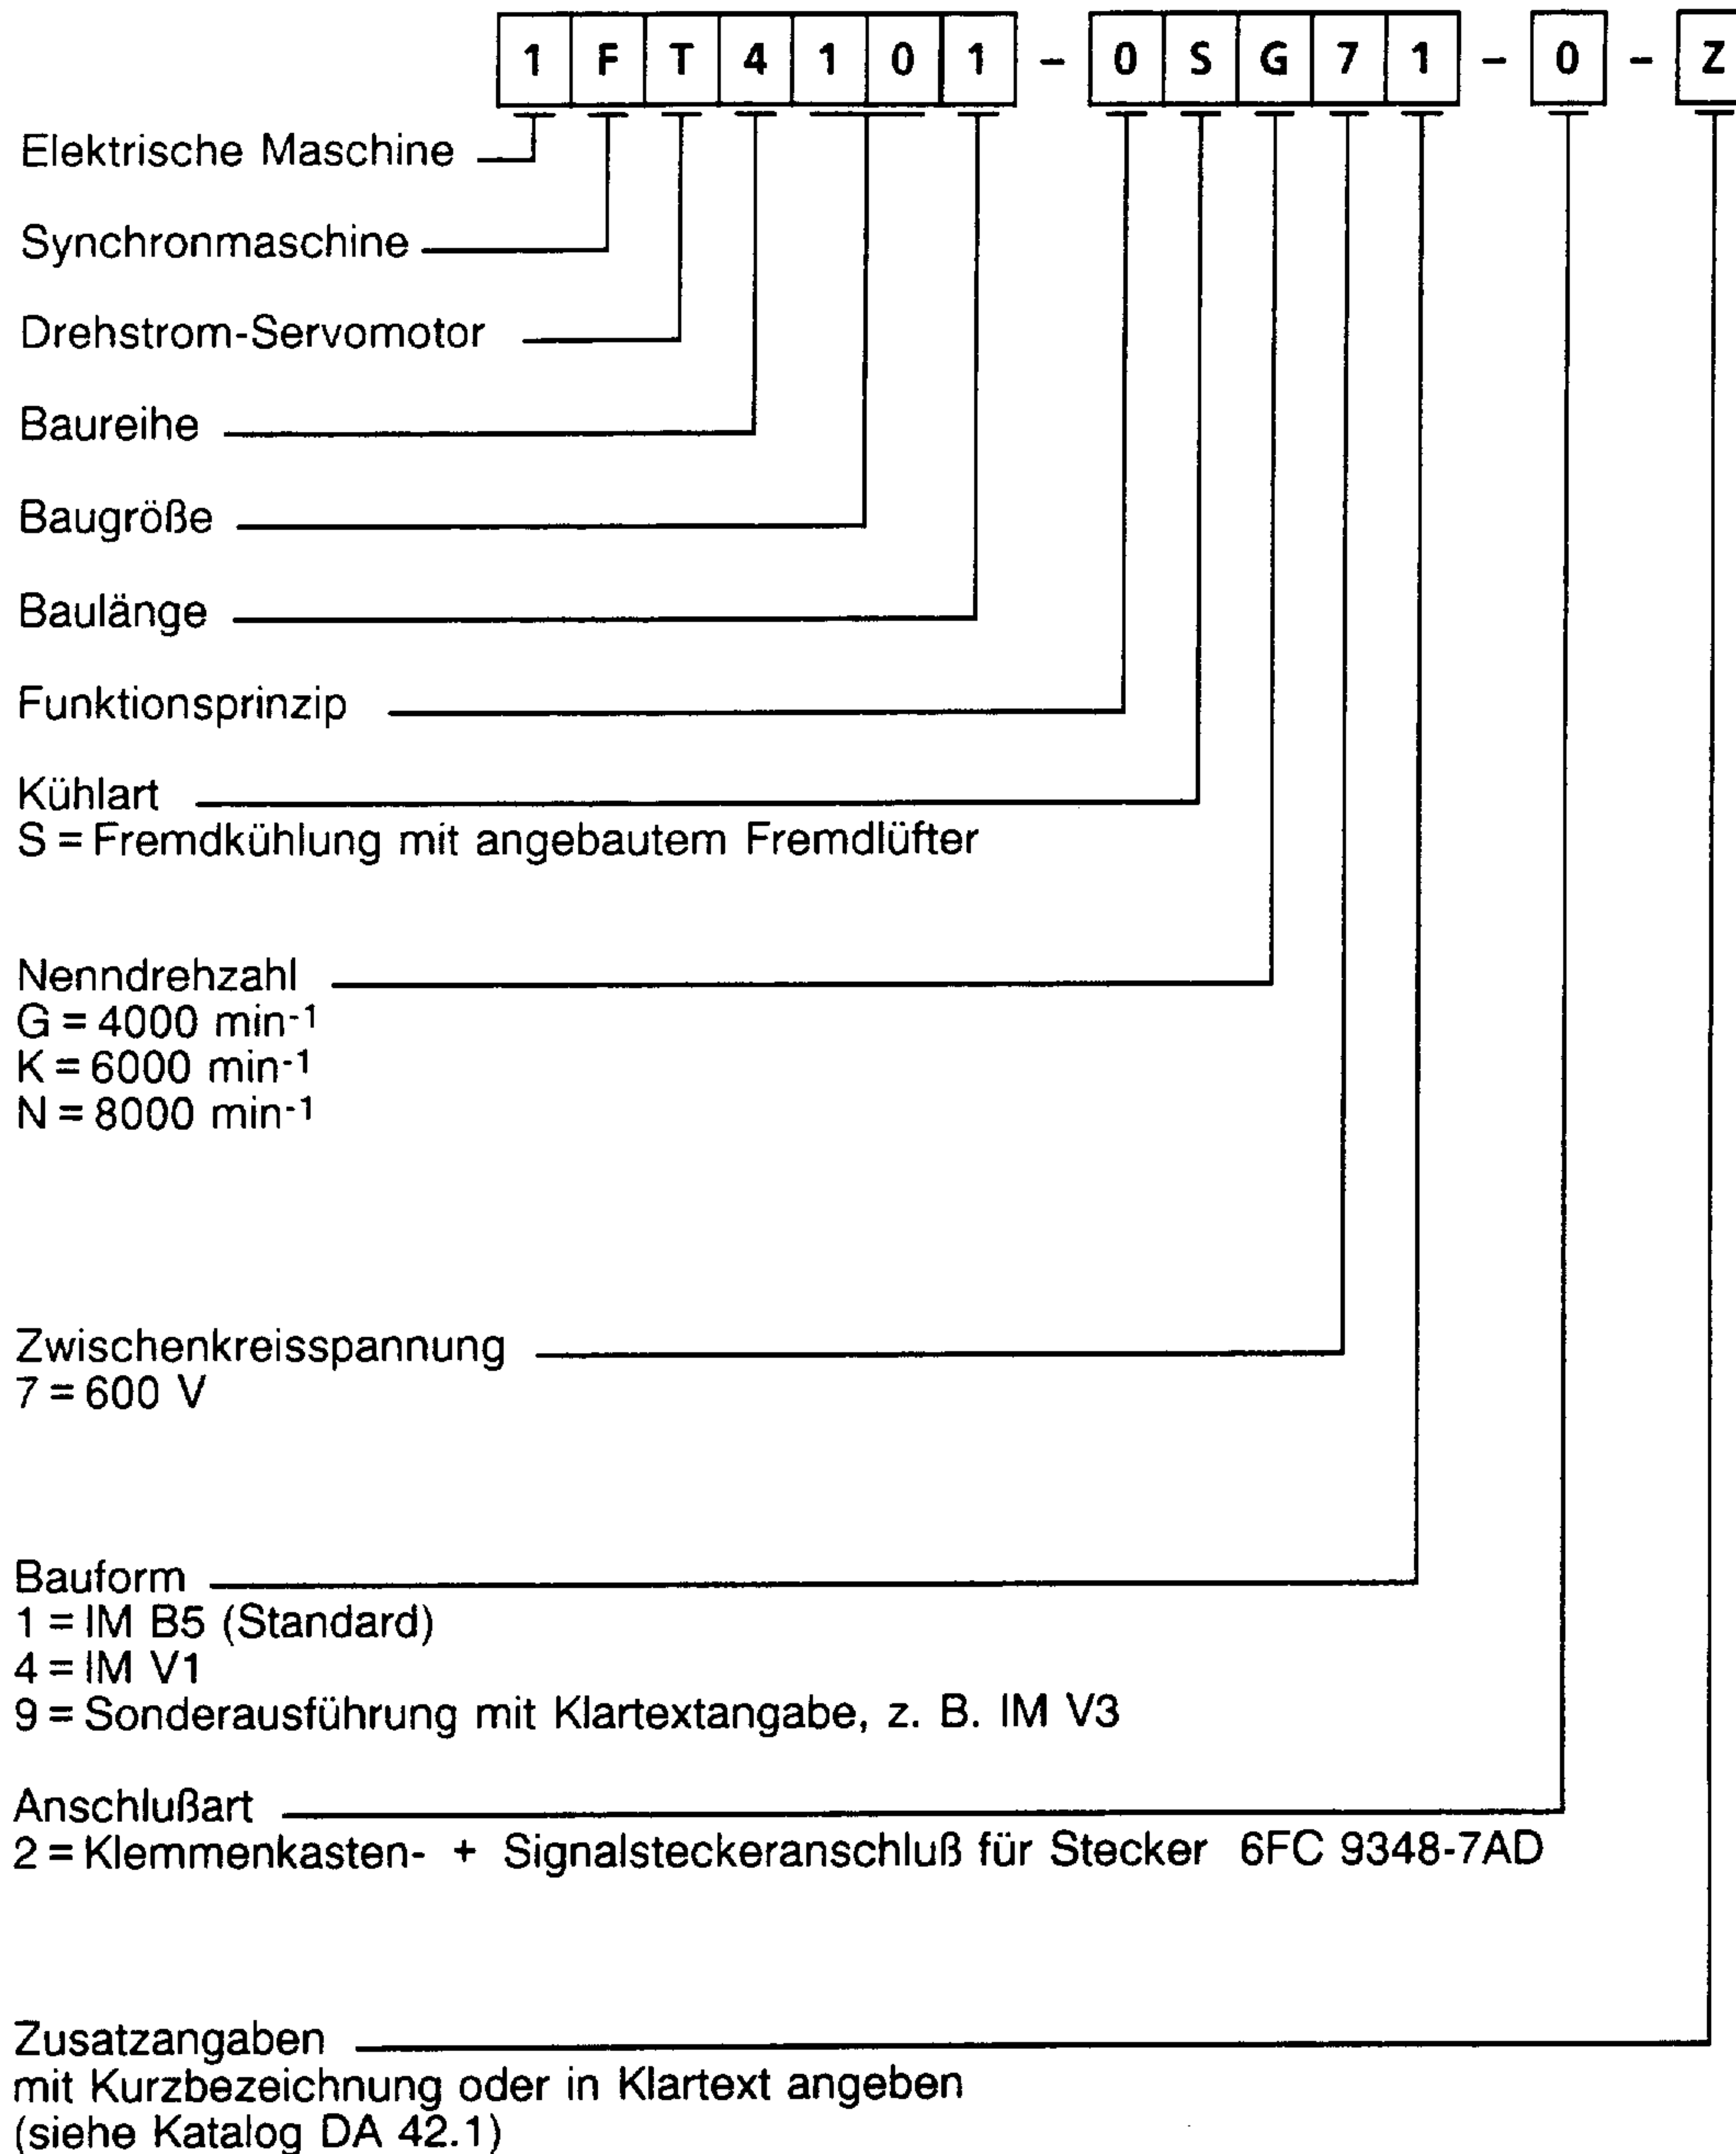 1 F T 4 1 0 1 - 0 S G 7 1 - 0 - Z
Elektrische Maschine
Synchronmaschine
Drehstrom-Servomotor
Baureihe
Baugröße
Baulänge
Funktionsprinzip
Kühlart
S = Fremdkühlung mit angebautem Fremdlüfter
Nenndrehzahl
G = 4000 min-1
K = 6000 min-1
N = 8000 min-1
Zwischenkreisspannung
7 = 600 V
Bauform
1 = IM B5 (Standard)
4 = IM V1
9 = Sonderausführung mit Klartextangabe, z. B. IM V3
Anschlußart
2 = Klemmenkasten- + Signalsteckeranschluß für Stecker 6FC 9348-7AD
Zusatzangaben
mit Kurzbezeichnung oder in Klartext angeben
(siehe Katalog DA 42.1)